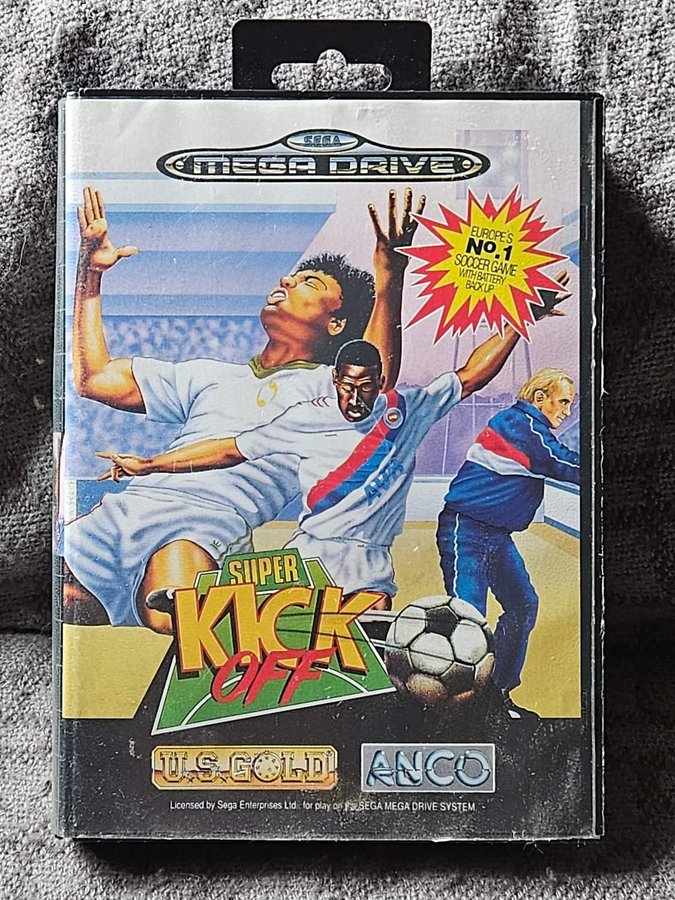 SEGA
MEGA DRIVE
EUROPE'S
No.1
SOCCER GAME
WITH BATTERY
BACK UP
SUPER
KICK
OFF
U.S. GOLD
ANCO
Licensed by Sega Enterprises Ltd. for play on SEGA MEGA DRIVE SYSTEM